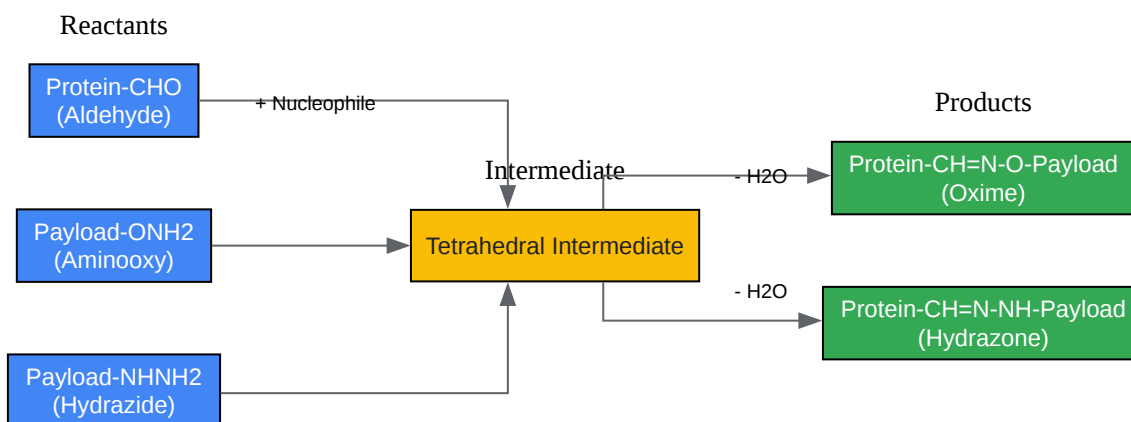 Reactants
Protein-CHO
(Aldehyde)
+ Nucleophile
Payload-ONH2
(Aminooxy)
Payload-NHNH2
(Hydrazide)
Intermediate
Tetrahedral Intermediate
- H2O
- H2O
Products
Protein-CH=N-O-Payload
(Oxime)
Protein-CH=N-NH-Payload
(Hydrazone)